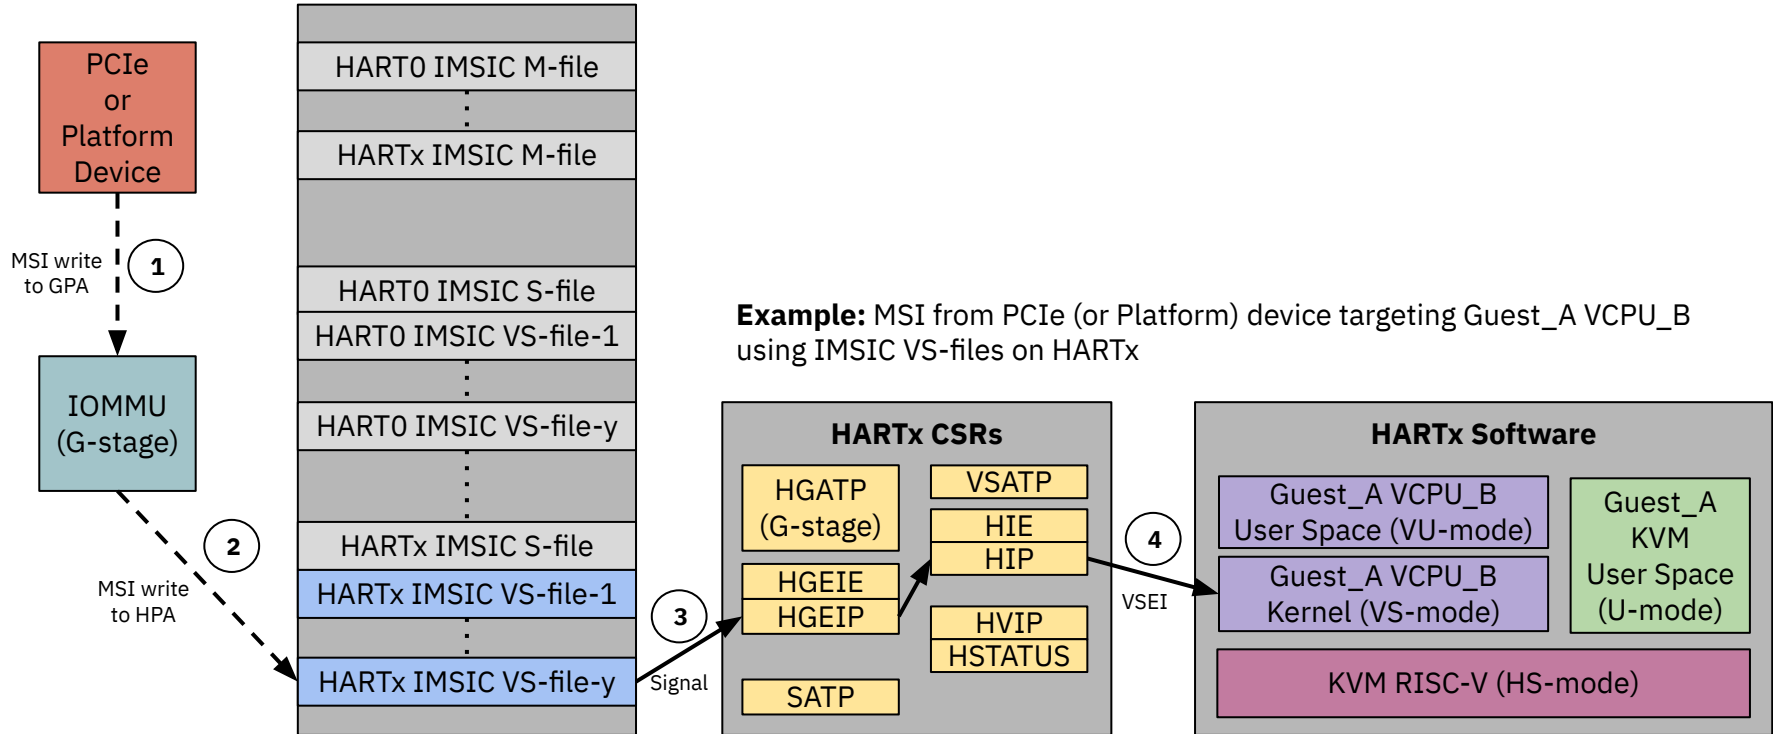 PCIe
or
Platform
Device
MSI write
to GPA
1
IOMMU
(G-stage)
2
MSI write
to HPA
HART0 IMSIC M-file
HARTx IMSIC M-file
HART0 IMSIC S-file
HART0 IMSIC VS-file-1
HART0 IMSIC VS-file-y
HARTx IMSIC S-file
HARTx IMSIC VS-file-1
HARTx IMSIC VS-file-y
3
Signal
Example: MSI from PCIe (or Platform) device targeting Guest_A VCPU_B
using IMSIC VS-files on HARTx
HARTx CSRs
HGATP
(G-stage)
HGEIE
HGEIP
SATP
VSATP
HIE
HIP
HVIP
HSTATUS
4
VSEI
HARTx Software
Guest_A VCPU_B
User Space (VU-mode)
Guest_A VCPU_B
Kernel (VS-mode)
Guest_A
KVM
User Space
(U-mode)
KVM RISC-V (HS-mode)